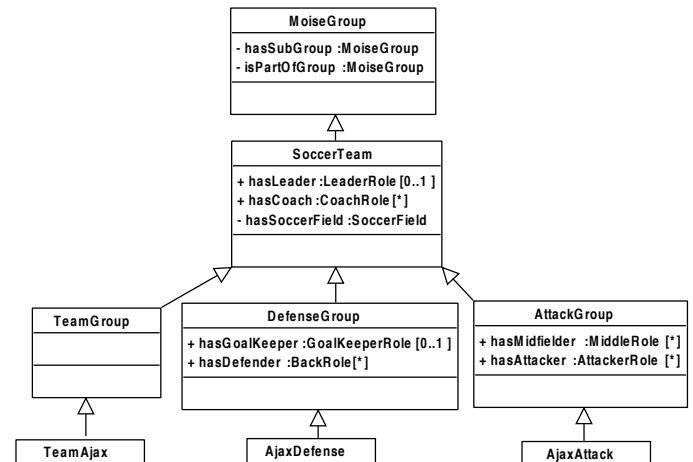 MoiseGroup
- hasSubGroup :MoiseGroup
- isPartOfGroup :MoiseGroup
SoccerTeam
+ hasLeader :LeaderRole [0..1 ]
+ hasCoach :CoachRole [*]
- hasSoccerField :SoccerField
TeamGroup
DefenseGroup
+ hasGoalKeeper :GoalKeeperRole [0..1 ]
+ hasDefender :BackRole[*]
AttackGroup
+ hasMidfielder :MiddleRole [*]
+ hasAttacker :AttackerRole [*]
TeamAjax
AjaxDefense
AjaxAttack